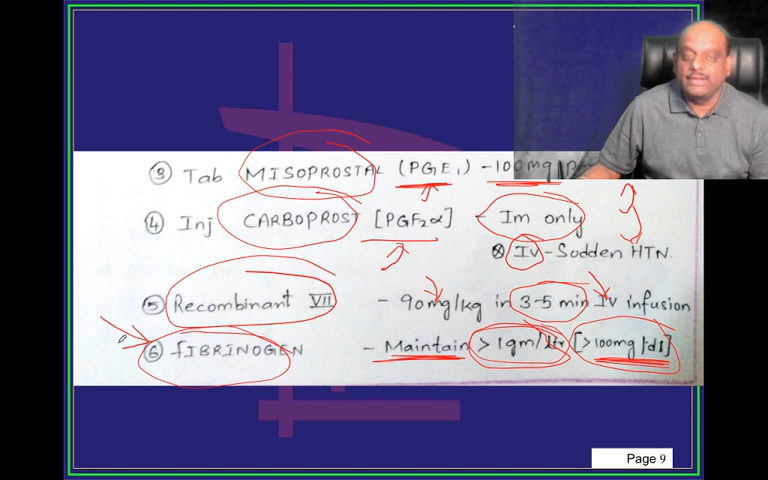 ③ Tab MISOPROSTAL (PGE1) - 100mg
④ Inj CARBOPROST [PGF2α] - Im only
⊗ IV - Sodden HTN.
⑤ Recombinant VII - 90mg/kg in 3-5 min IV infusion
⑥ fIBRINOGEN - Maintain >1gm/ltr [>100mg/dl]
Page 9